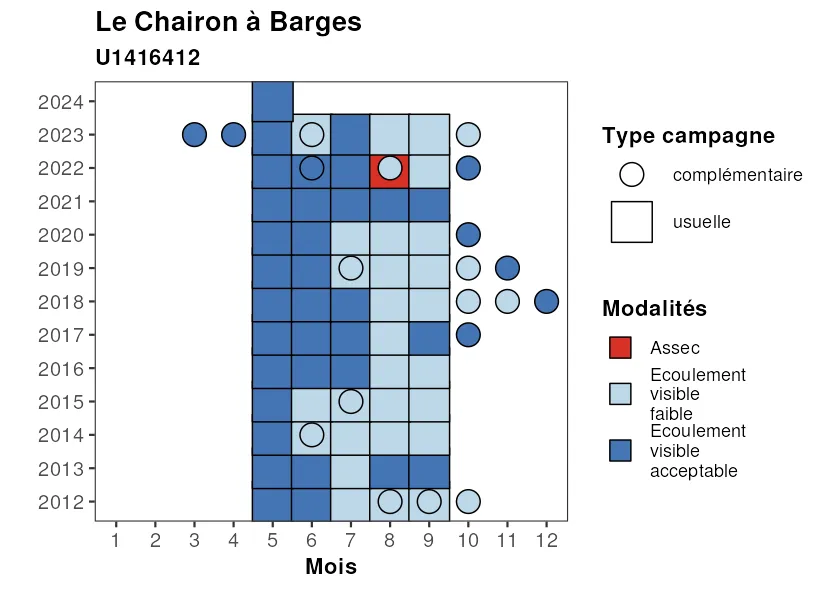 Le Chairon à Barges
U1416412
2024
2023
2022
2021
2020
2019
2018
2017
2016
2015
2014
2013
2012
1 2 3 4 5 6 7 8 9 10 11 12
Mois
Type campagne
complémentaire
usuelle
Modalités
Assec
Ecoulement
visible
faible
Ecoulement
visible
acceptable